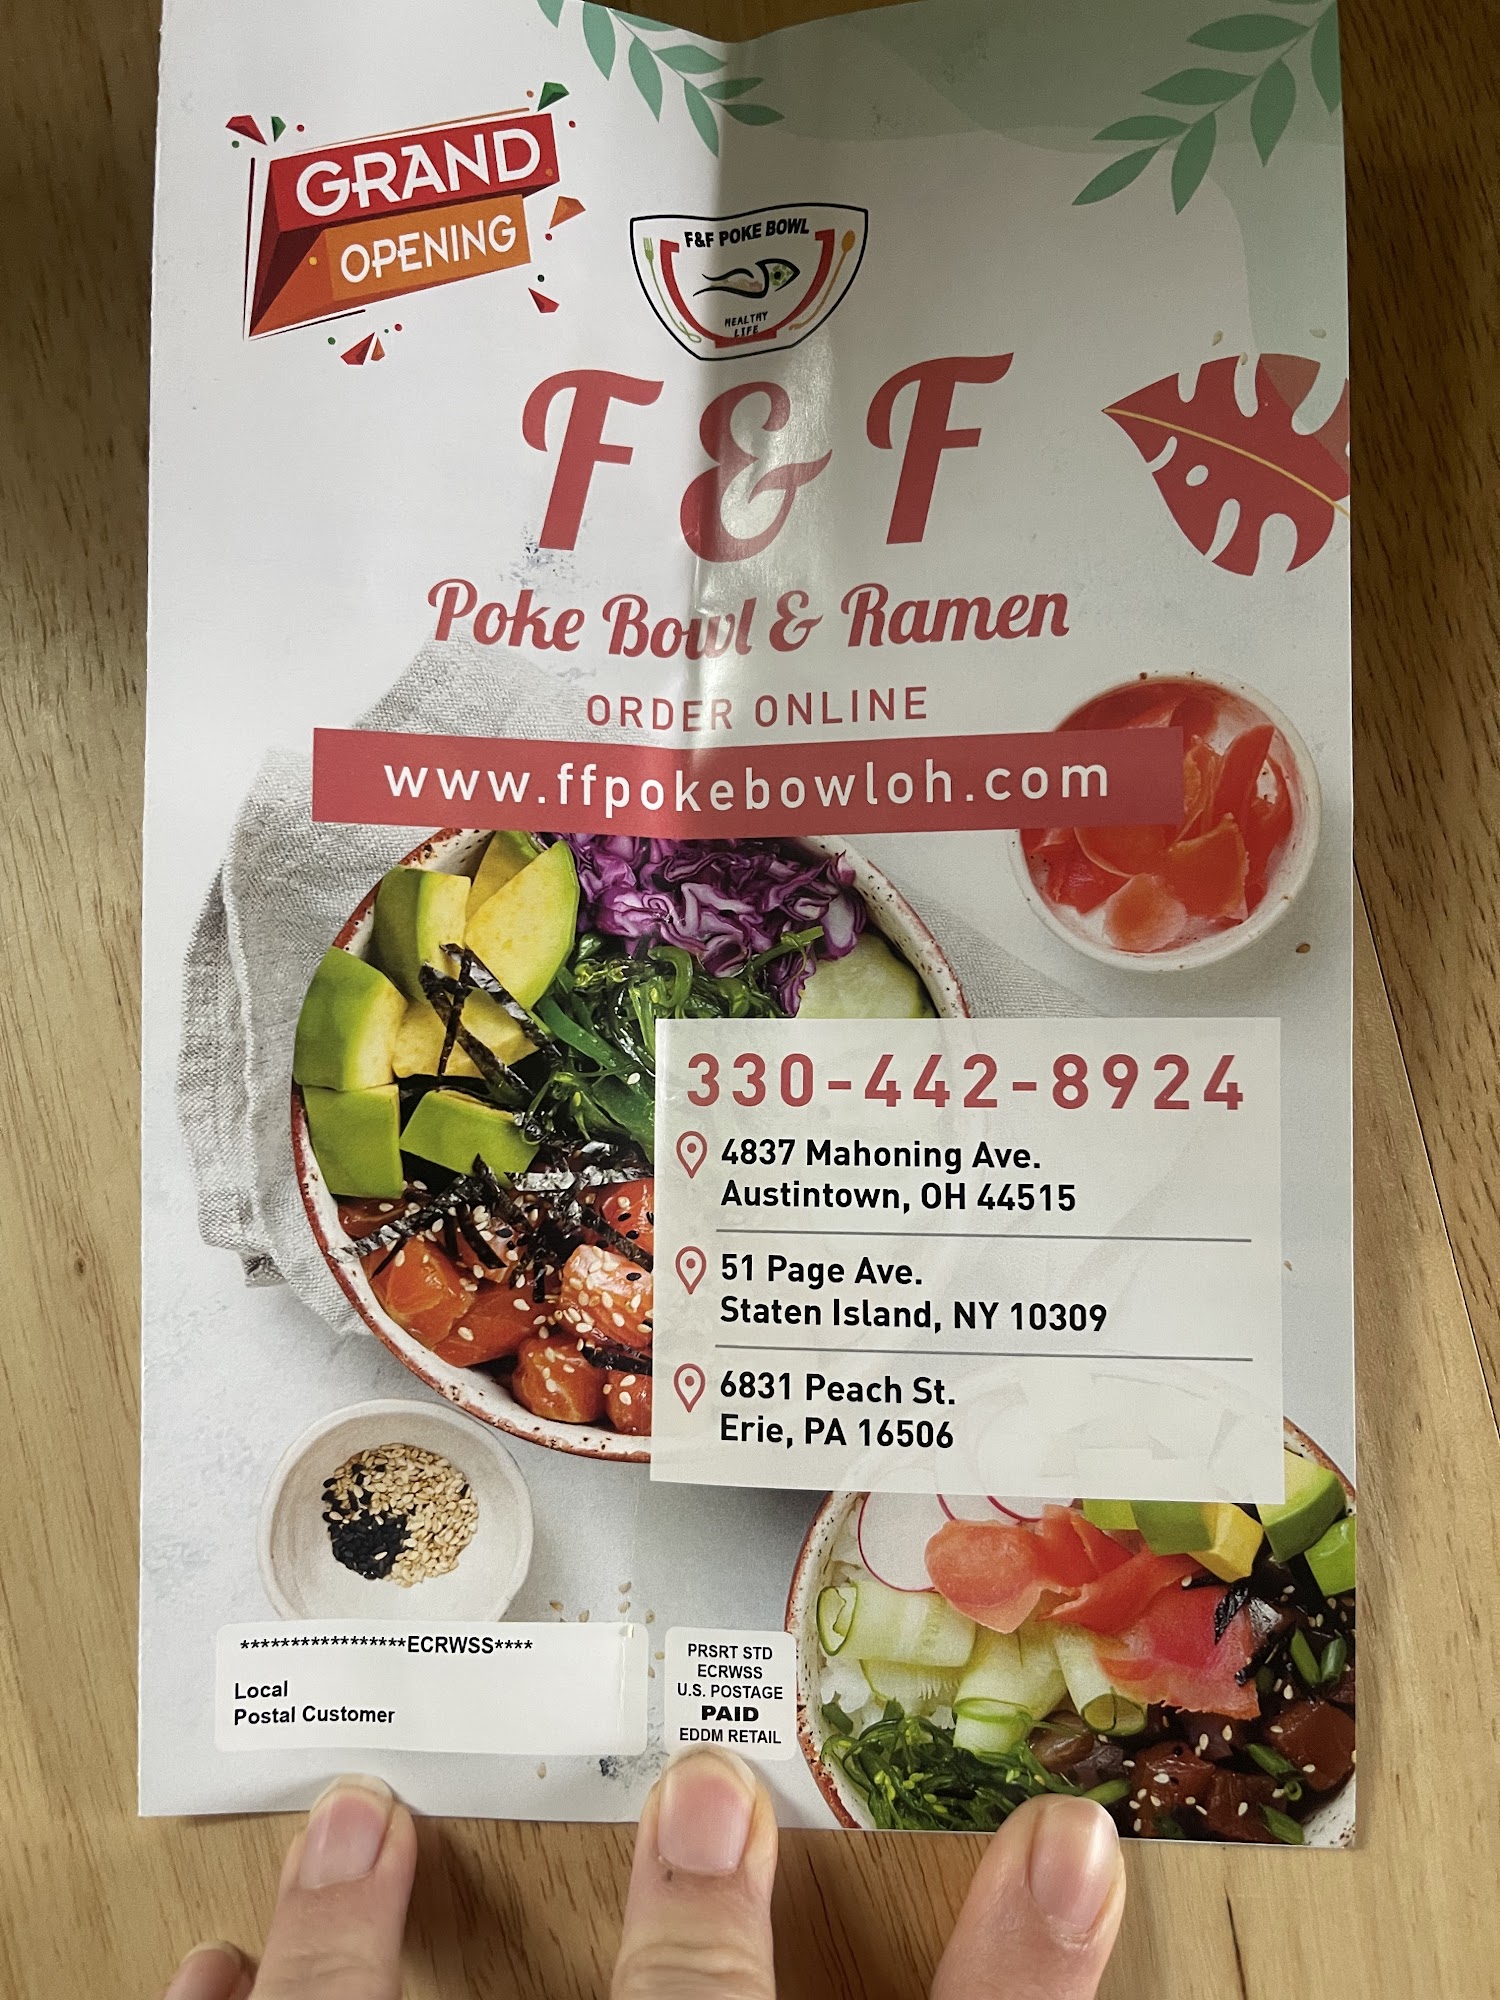 GRAND
OPENING
F&F POKE BOWL
HEALTHY
LIFE
F & F
Poke Bowl & Ramen
ORDER ONLINE
www.ffpokebowloh.com
330-442-8924
4837 Mahoning Ave.
Austintown, OH 44515
51 Page Ave.
Staten Island, NY 10309
6831 Peach St.
Erie, PA 16506
*****************ECRWSS****
Local
Postal Customer
PRSRT STD
ECRWSS
U.S. POSTAGE
PAID
EDDM RETAIL